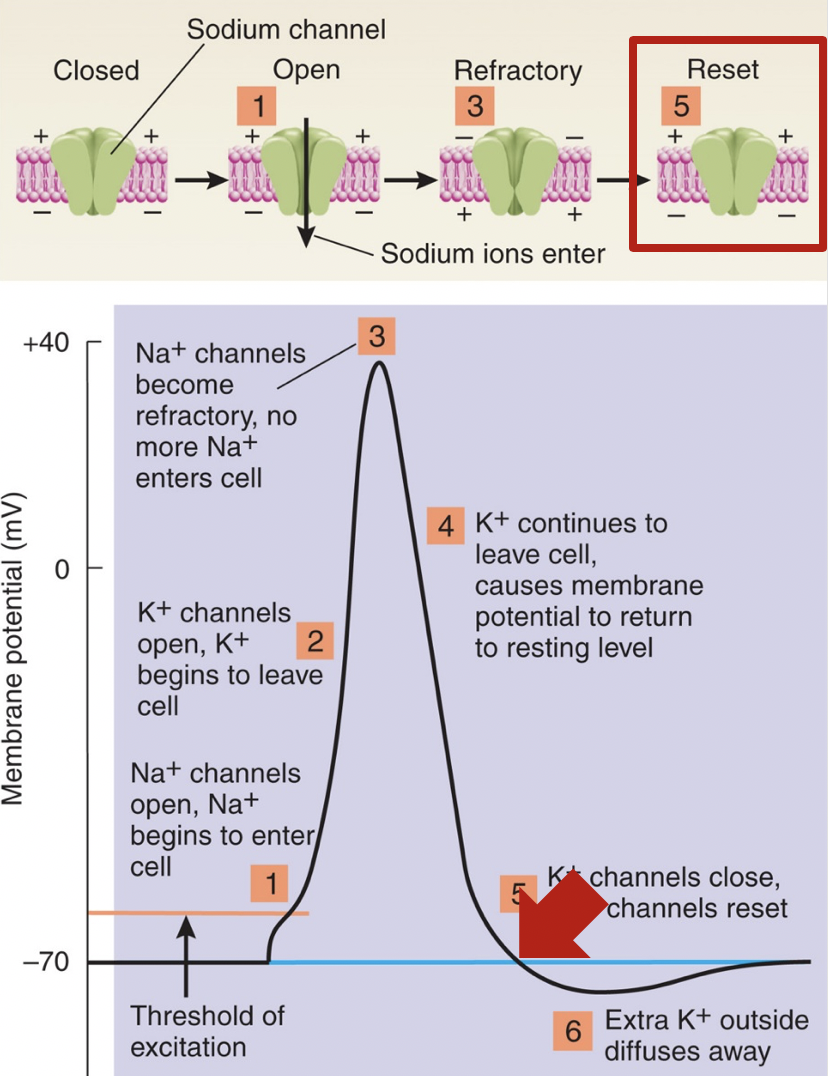 Sodium channel
Closed
Open
Refractory
Reset
1
3
5
+ + + + – – + +
– – – + + – –
Sodium ions enter
+40
3
Na+ channels
become
refractory, no
more Na+
enters cell
4
K+ continues to
leave cell,
causes membrane
potential to return
to resting level
0
Membrane potential (mV)
K+ channels
open, K+
begins to leave
cell
2
Na+ channels
open, Na+
begins to enter
cell
1
5
K+ channels close,
channels reset
–70
Threshold of
excitation
6
Extra K+ outside
diffuses away